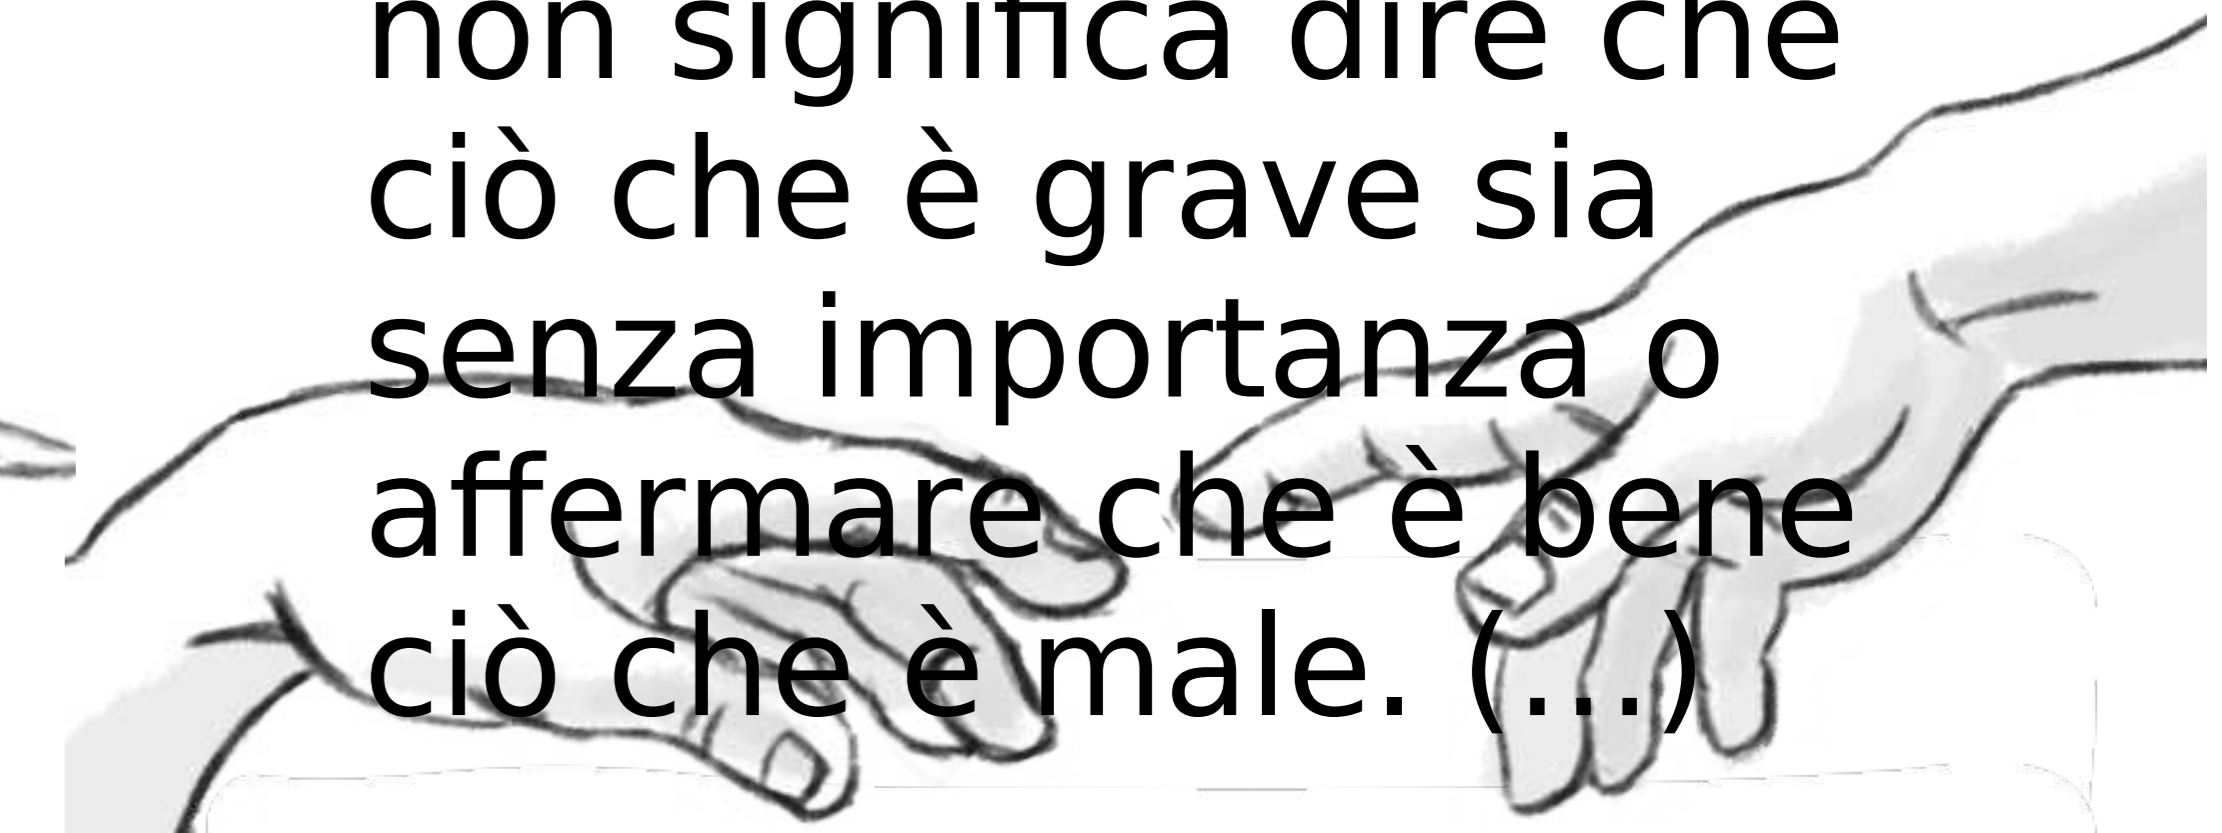 non significa dire che
ciò che è grave sia
senza importanza o
affermare che è bene
ciò che è male. (...)